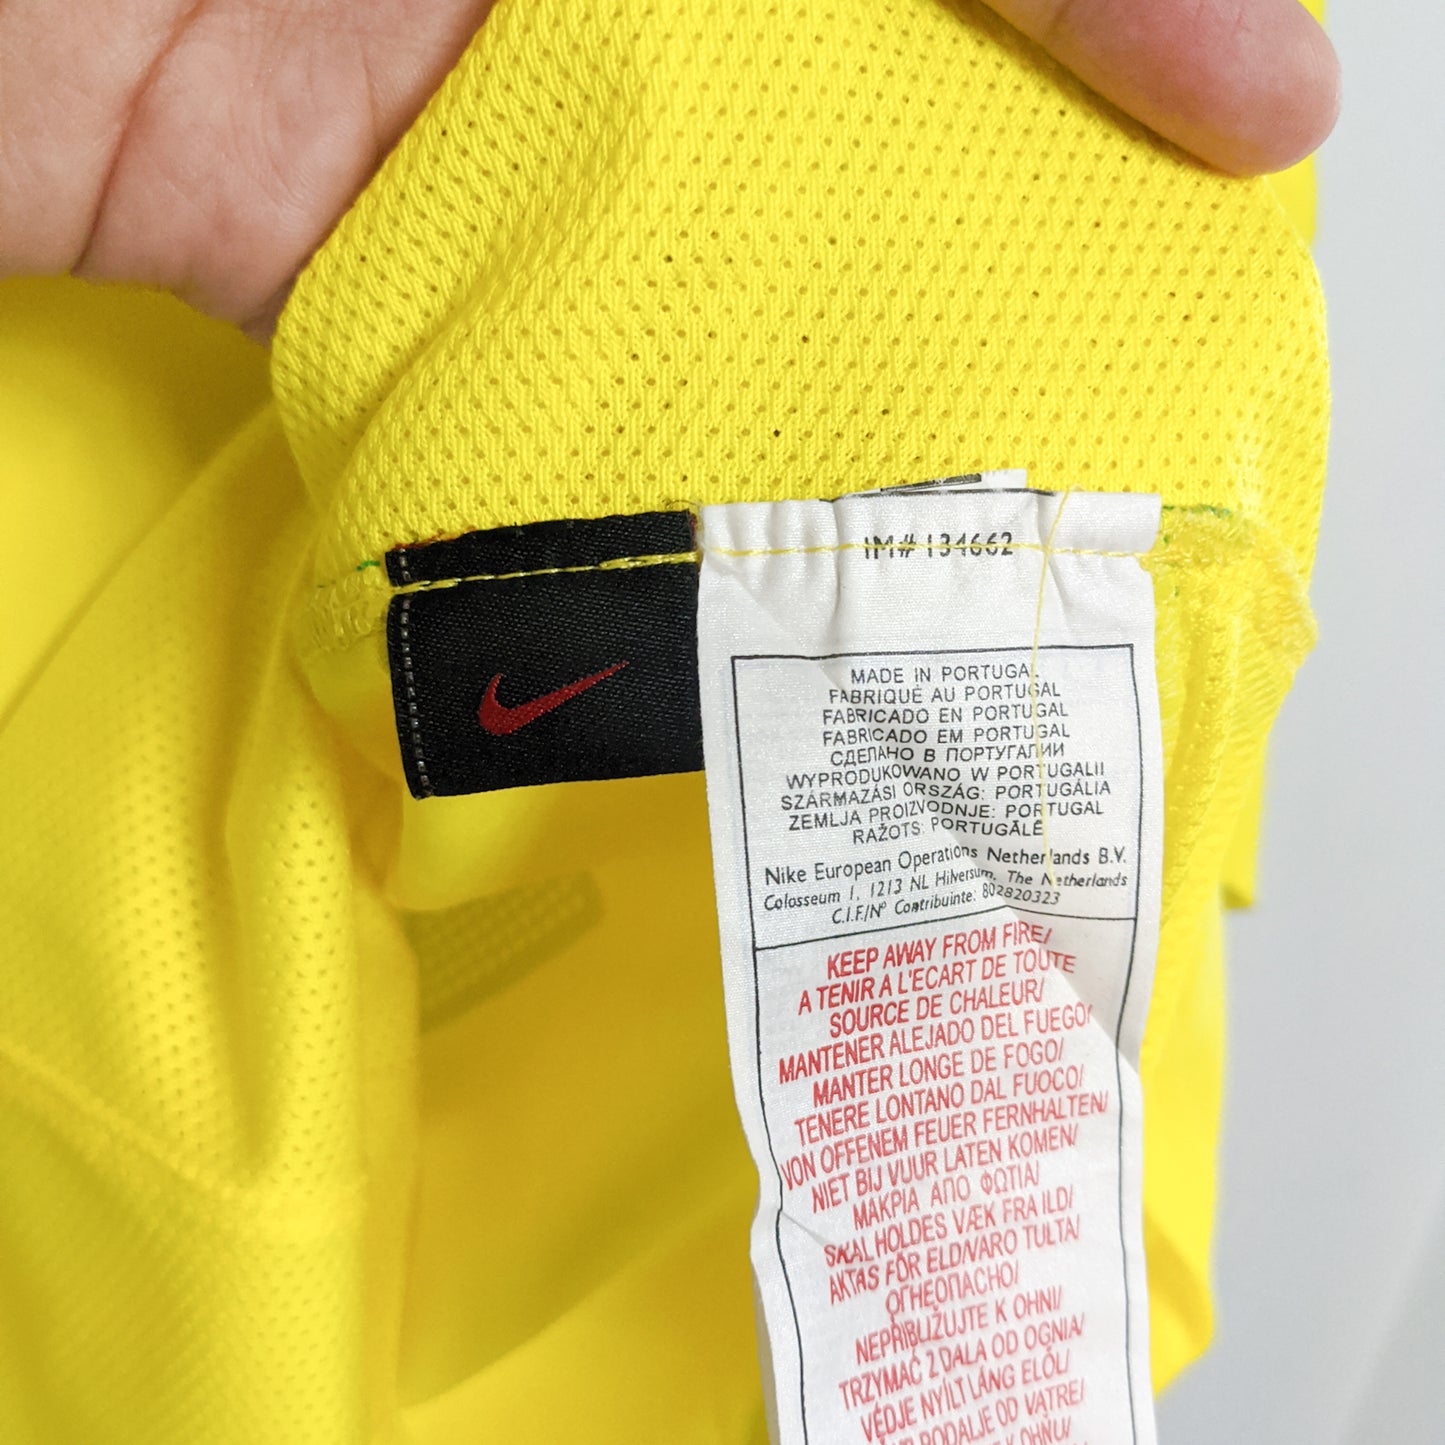 IM# 134662
MADE IN PORTUGAL
FABRIQUÉ AU PORTUGAL
FABRICADO EN PORTUGAL
FABRICADO EM PORTUGAL
СДЕЛАНО В ПОРТУГАЛИИ
WYPRODUKOWANO W PORTUGALII
SZÁRMAZÁSI ORSZÁG: PORTUGÁLIA
ZEMLJA PROIZVODNJE: PORTUGAL
RAŽOTS: PORTUGĀLĒ
Nike European Operations Netherlands B.V.
Colosseum 1, 1213 NL Hilversum, The Netherlands
C.I.F./Nº Contribuinte: 802820323
KEEP AWAY FROM FIRE/
A TENIR A L'ECART DE TOUTE
SOURCE DE CHALEUR/
MANTENER ALEJADO DEL FUEGO/
MANTER LONGE DE FOGO/
TENERE LONTANO DAL FUOCO/
VON OFFENEM FEUER FERNHALTEN/
NIET BIJ VUUR LATEN KOMEN/
ΜΑΚΡΙΑ ΑΠΟ ΦΩΤΙΑ/
SKAL HOLDES VÆK FRA ILD/
AKTAS FÖR ELD/VARO TULTA/
ОГНЕОПАСНО/
NEPŘIBLIŽUJTE K OHNI/
TRZYMAĆ Z DALA OD OGNIA/
VÉDJE NYÍLT LÁNG ELŐL/
PODALJE OD VATRE/
K OHŇU/